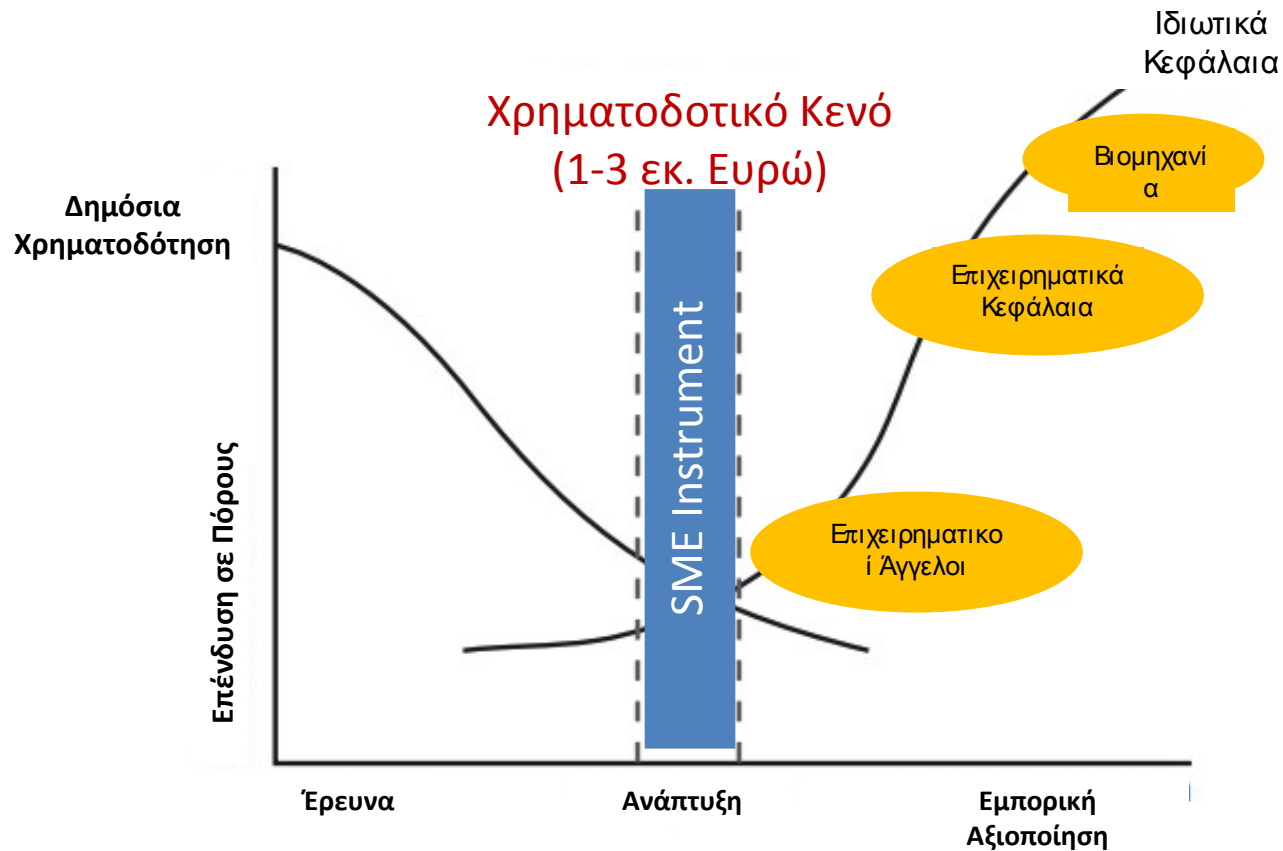 Ιδιωτικά
Κεφάλαια
Χρηματοδοτικό Κενό
(1-3 εκ. Ευρώ)
Βιομηχανί
α
Δημόσια
Χρηματοδότηση
Επιχειρηματικά
Κεφάλαια
SME Instrument
Επένδυση σε Πόρους
Επιχειρηματικο
ί Άγγελοι
Έρευνα
Ανάπτυξη
Εμπορική
Αξιοποίηση